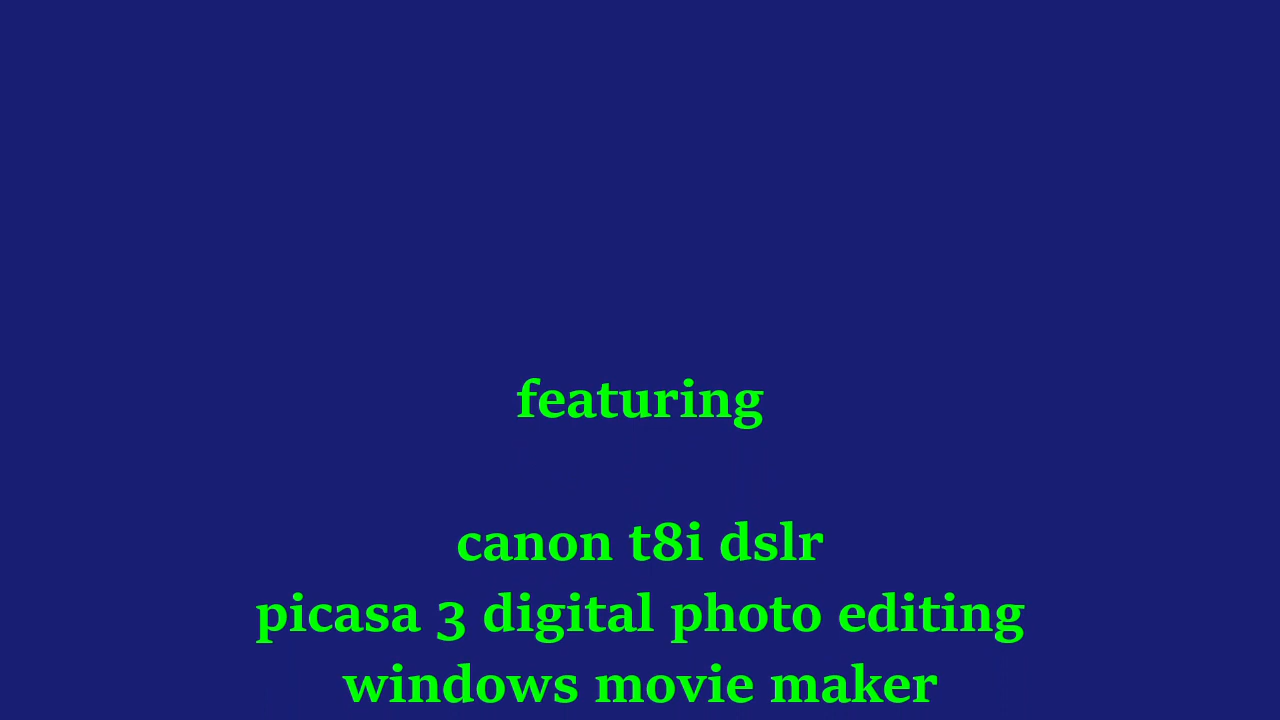 featuring
canon t8i dslr
picasa 3 digital photo editing
windows movie maker